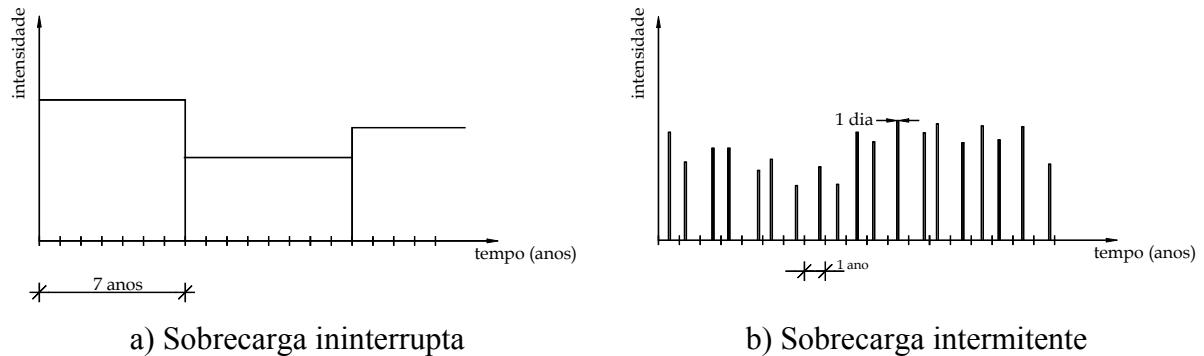 intensidade
tempo (anos)
7 anos
a) Sobrecarga ininterrupta
intensidade
1 dia
tempo (anos)
1 ano
b) Sobrecarga intermitente